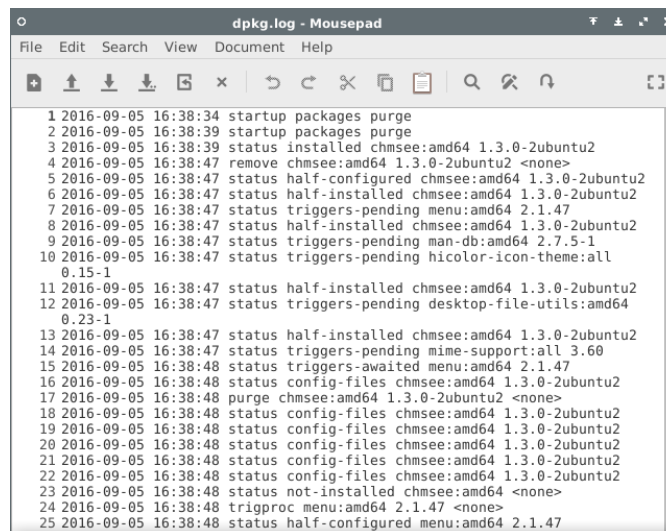 dpkg.log - Mousepad
File Edit Search View Document Help
1 2016-09-05 16:38:34 startup packages purge
2 2016-09-05 16:38:39 startup packages purge
3 2016-09-05 16:38:39 status installed chmsee:amd64 1.3.0-2ubuntu2
4 2016-09-05 16:38:47 remove chmsee:amd64 1.3.0-2ubuntu2 <none>
5 2016-09-05 16:38:47 status half-configured chmsee:amd64 1.3.0-2ubuntu2
6 2016-09-05 16:38:47 status half-installed chmsee:amd64 1.3.0-2ubuntu2
7 2016-09-05 16:38:47 status triggers-pending menu:amd64 2.1.47
8 2016-09-05 16:38:47 status half-installed chmsee:amd64 1.3.0-2ubuntu2
9 2016-09-05 16:38:47 status triggers-pending man-db:amd64 2.7.5-1
10 2016-09-05 16:38:47 status triggers-pending hicolor-icon-theme:all
0.15-1
11 2016-09-05 16:38:47 status half-installed chmsee:amd64 1.3.0-2ubuntu2
12 2016-09-05 16:38:47 status triggers-pending desktop-file-utils:amd64
0.23-1
13 2016-09-05 16:38:47 status half-installed chmsee:amd64 1.3.0-2ubuntu2
14 2016-09-05 16:38:47 status triggers-pending mime-support:all 3.60
15 2016-09-05 16:38:48 status triggers-awaited menu:amd64 2.1.47
16 2016-09-05 16:38:48 status config-files chmsee:amd64 1.3.0-2ubuntu2
17 2016-09-05 16:38:48 purge chmsee:amd64 1.3.0-2ubuntu2 <none>
18 2016-09-05 16:38:48 status config-files chmsee:amd64 1.3.0-2ubuntu2
19 2016-09-05 16:38:48 status config-files chmsee:amd64 1.3.0-2ubuntu2
20 2016-09-05 16:38:48 status config-files chmsee:amd64 1.3.0-2ubuntu2
21 2016-09-05 16:38:48 status config-files chmsee:amd64 1.3.0-2ubuntu2
22 2016-09-05 16:38:48 status config-files chmsee:amd64 1.3.0-2ubuntu2
23 2016-09-05 16:38:48 status not-installed chmsee:amd64 <none>
24 2016-09-05 16:38:48 trigproc menu:amd64 2.1.47 <none>
25 2016-09-05 16:38:48 status half-configured menu:amd64 2.1.47